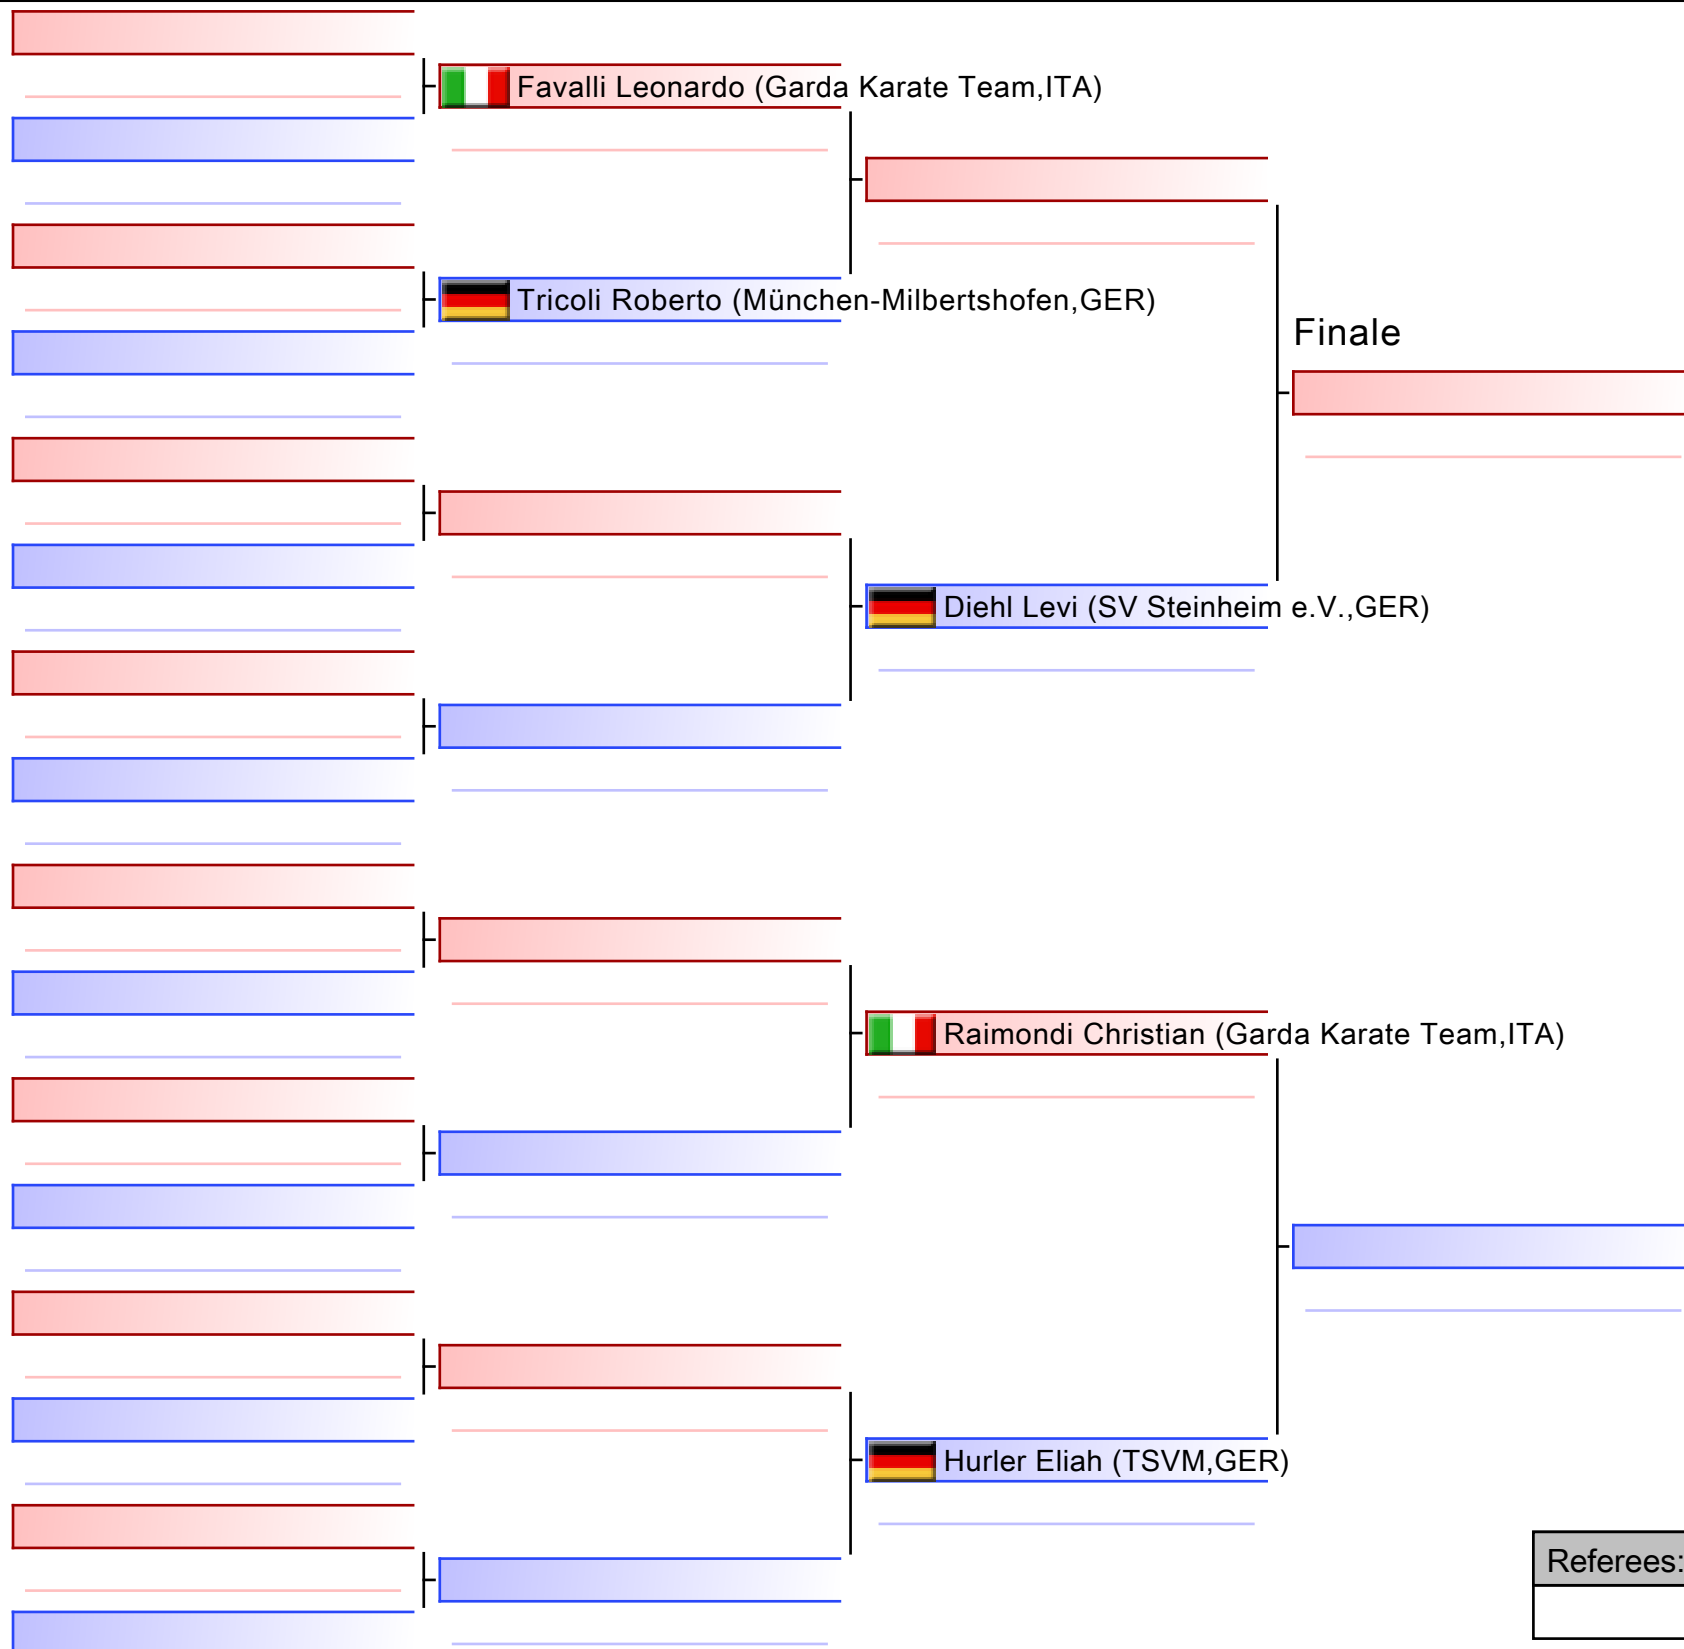 Favalli Leonardo (Garda Karate Team,ITA)
Tricoli Roberto (München-Milbertshofen,GER)
Finale
Diehl Levi (SV Steinheim e.V.,GER)
Raimondi Christian (Garda Karate Team,ITA)
Hurler Eliah (TSVM,GER)
Referees: